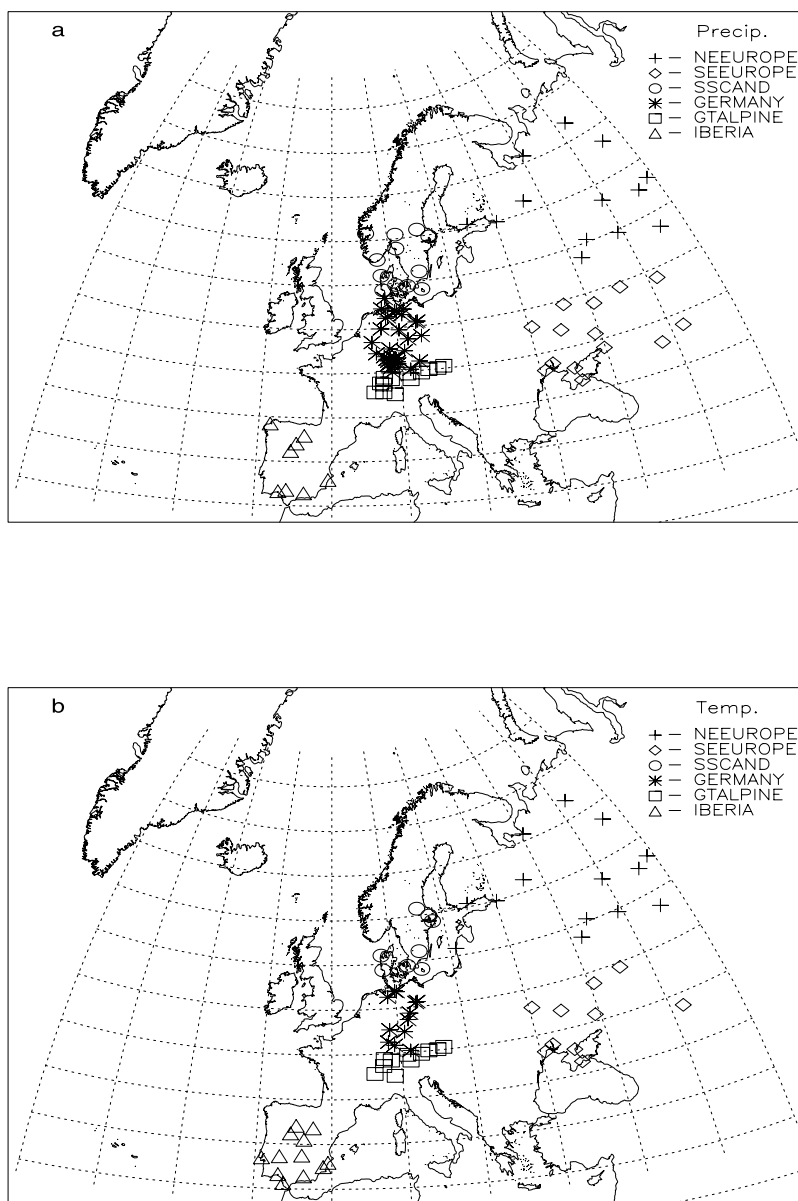 a
Precip.
+ − NEEUROPE
◇ − SEEUROPE
○ − SSCAND
✳ − GERMANY
□ − GTALPINE
△ − IBERIA
b
Temp.
+ − NEEUROPE
◇ − SEEUROPE
○ − SSCAND
✳ − GERMANY
□ − GTALPINE
△ − IBERIA